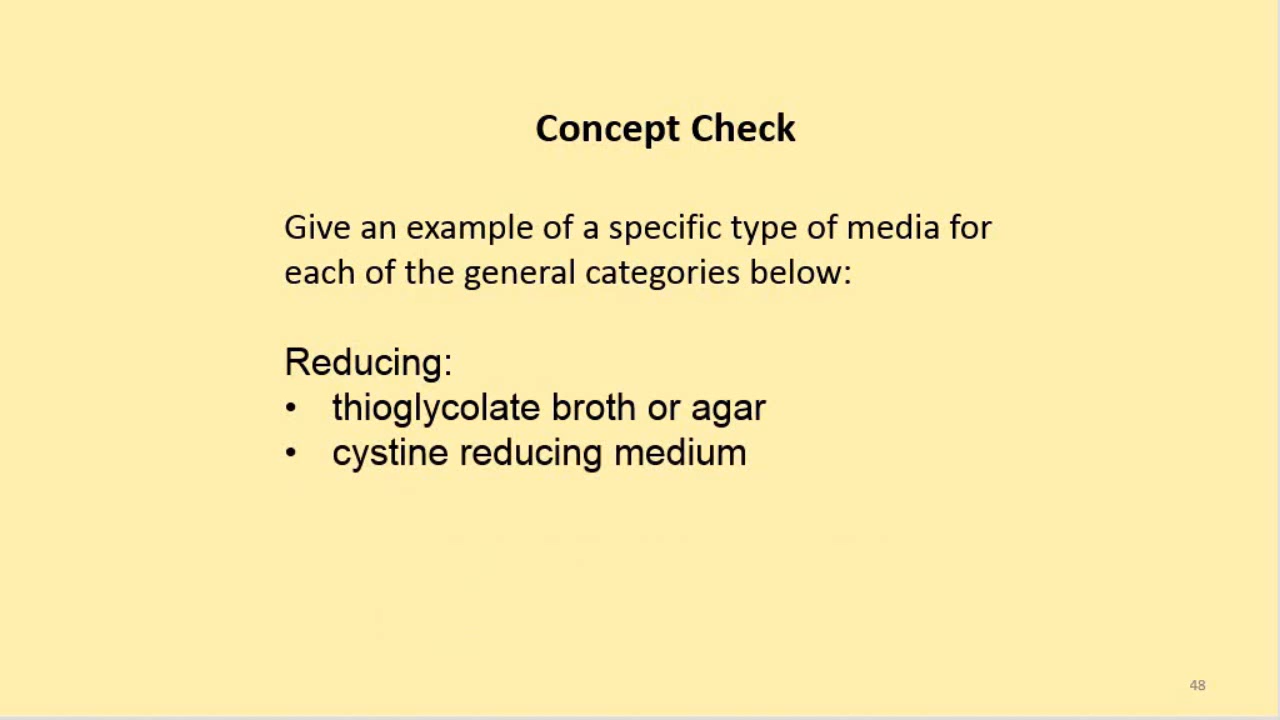 Concept Check
Give an example of a specific type of media for
each of the general categories below:
Reducing:
• thioglycolate broth or agar
• cystine reducing medium
48